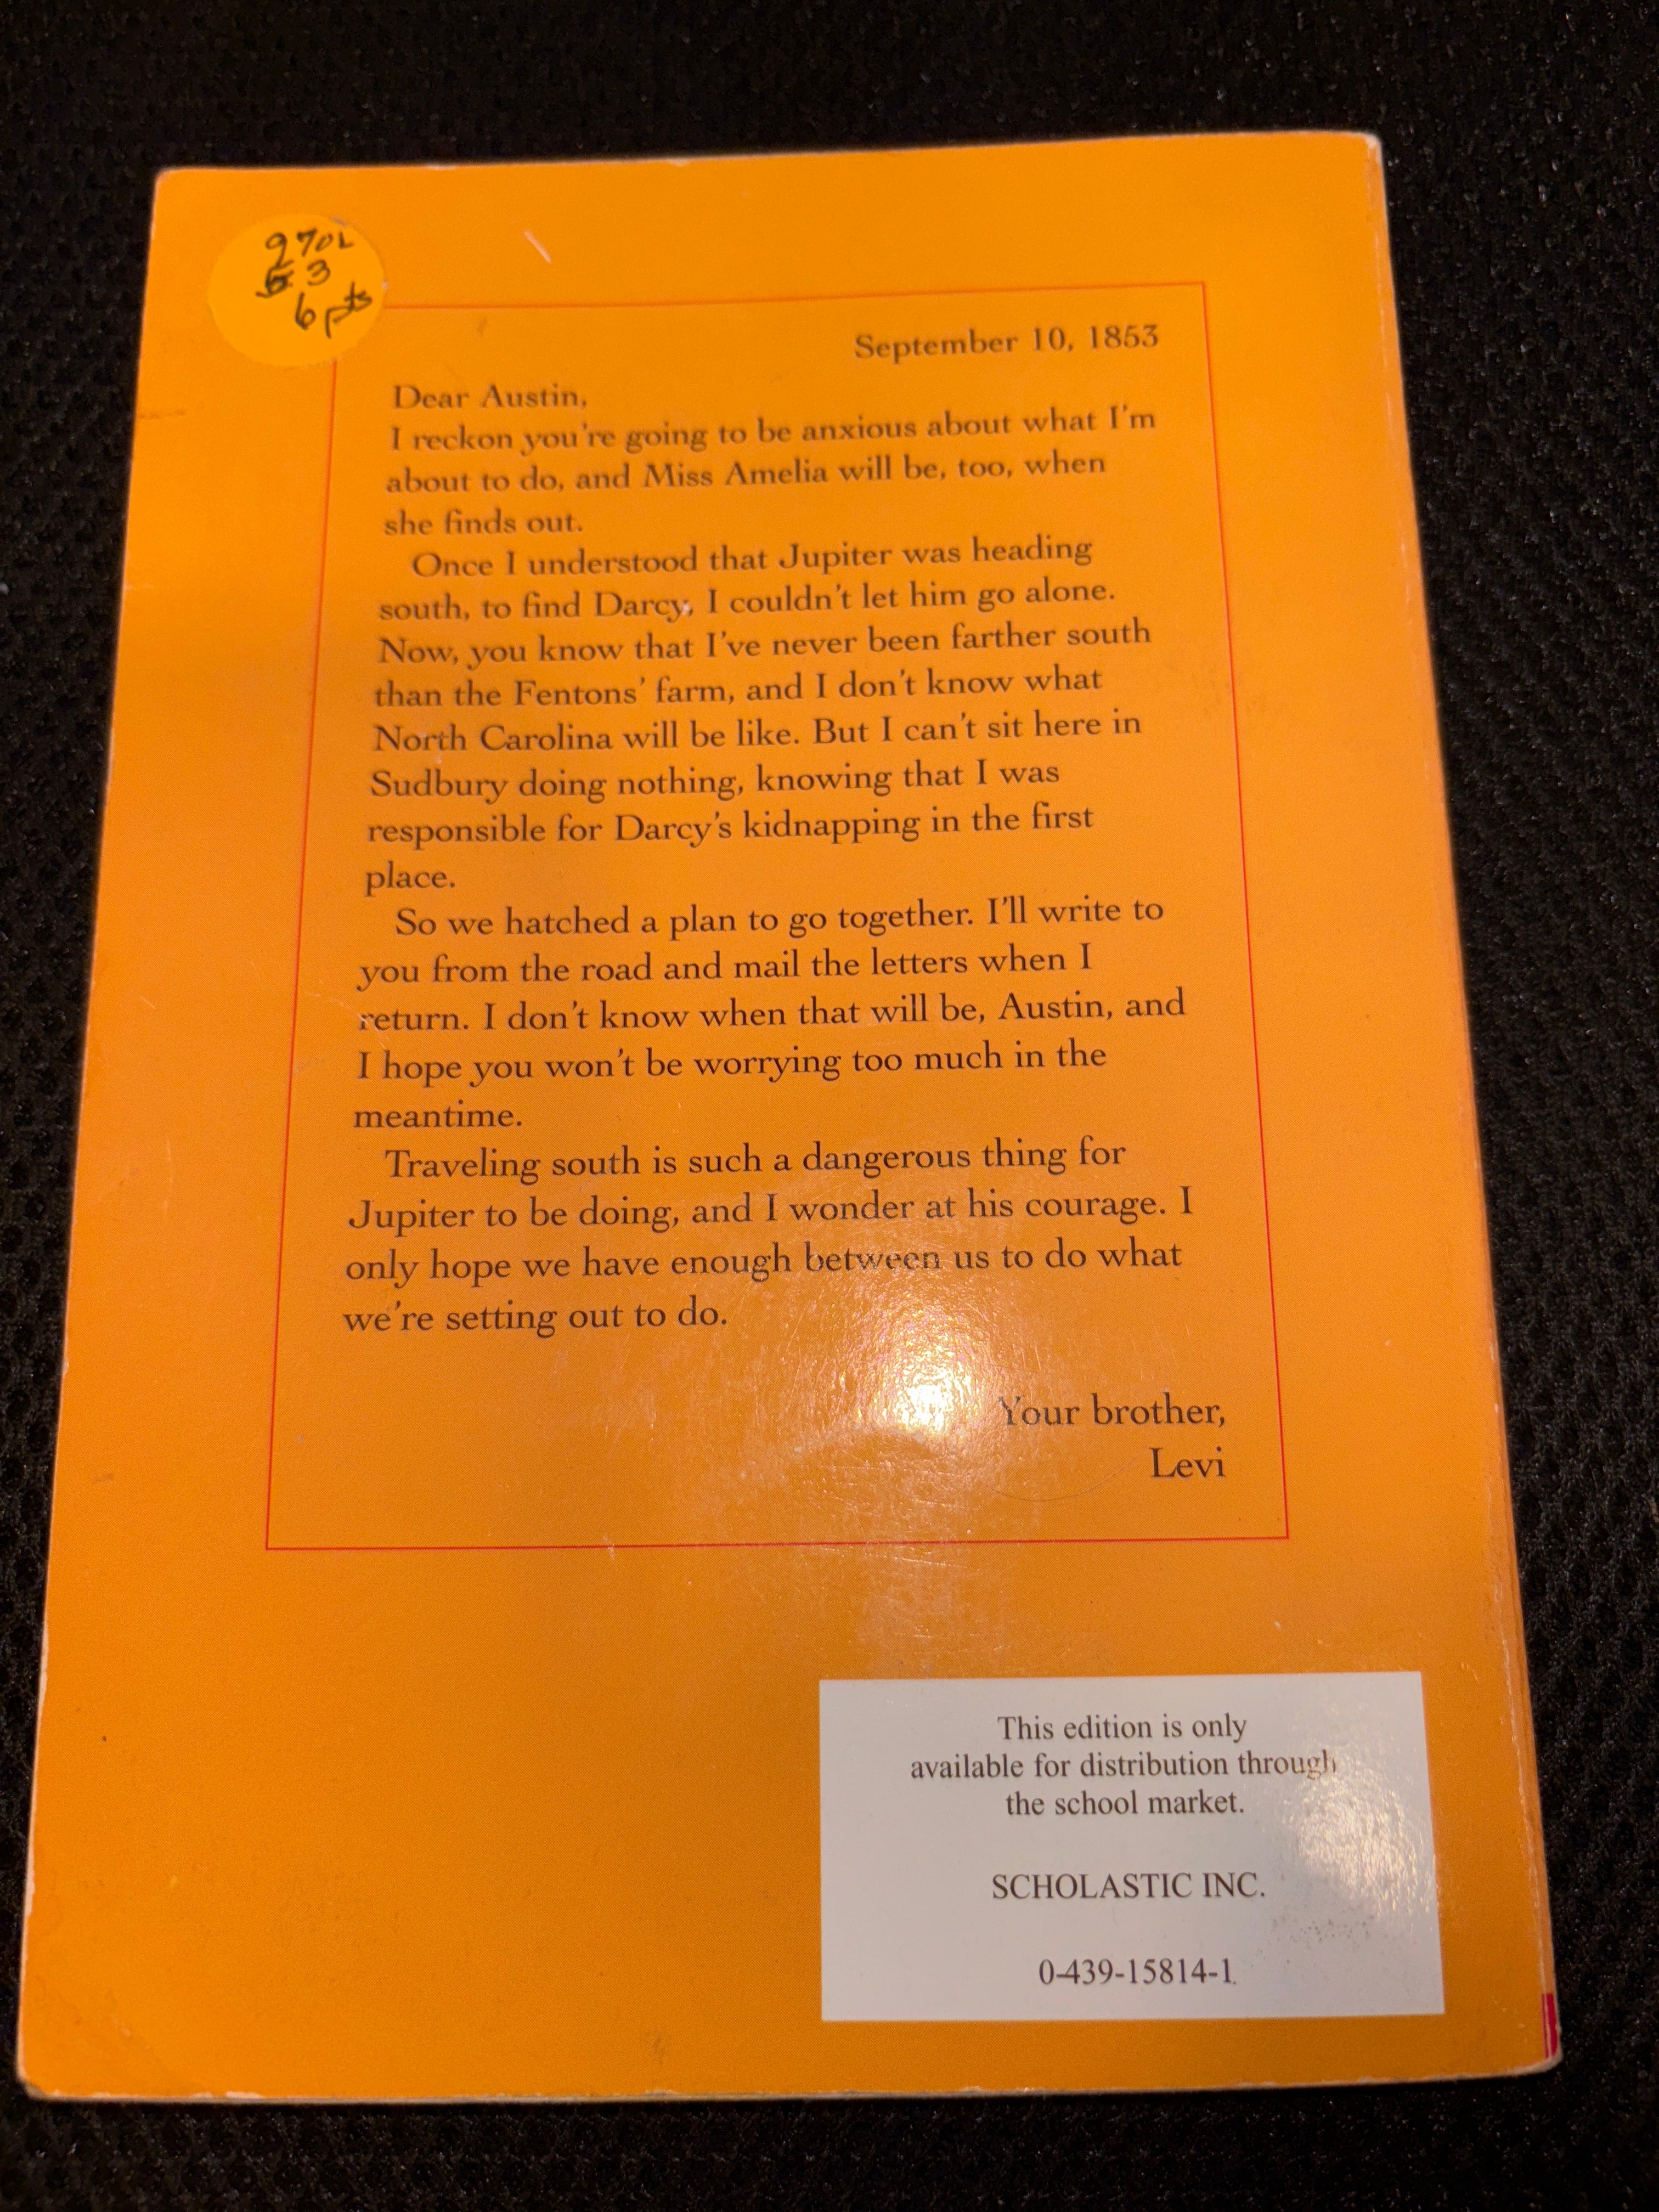 970L
5.3
6 pts
September 10, 1853
Dear Austin,
I reckon you're going to be anxious about what I'm
about to do, and Miss Amelia will be, too, when
she finds out.
Once I understood that Jupiter was heading
south, to find Darcy, I couldn't let him go alone.
Now, you know that I've never been farther south
than the Fentons' farm, and I don't know what
North Carolina will be like. But I can't sit here in
Sudbury doing nothing, knowing that I was
responsible for Darcy's kidnapping in the first
place.
So we hatched a plan to go together. I'll write to
you from the road and mail the letters when I
return. I don't know when that will be, Austin, and
I hope you won't be worrying too much in the
meantime.
Traveling south is such a dangerous thing for
Jupiter to be doing, and I wonder at his courage. I
only hope we have enough between us to do what
we're setting out to do.
Your brother,
Levi
This edition is only
available for distribution through
the school market.
SCHOLASTIC INC.
0-439-15814-1